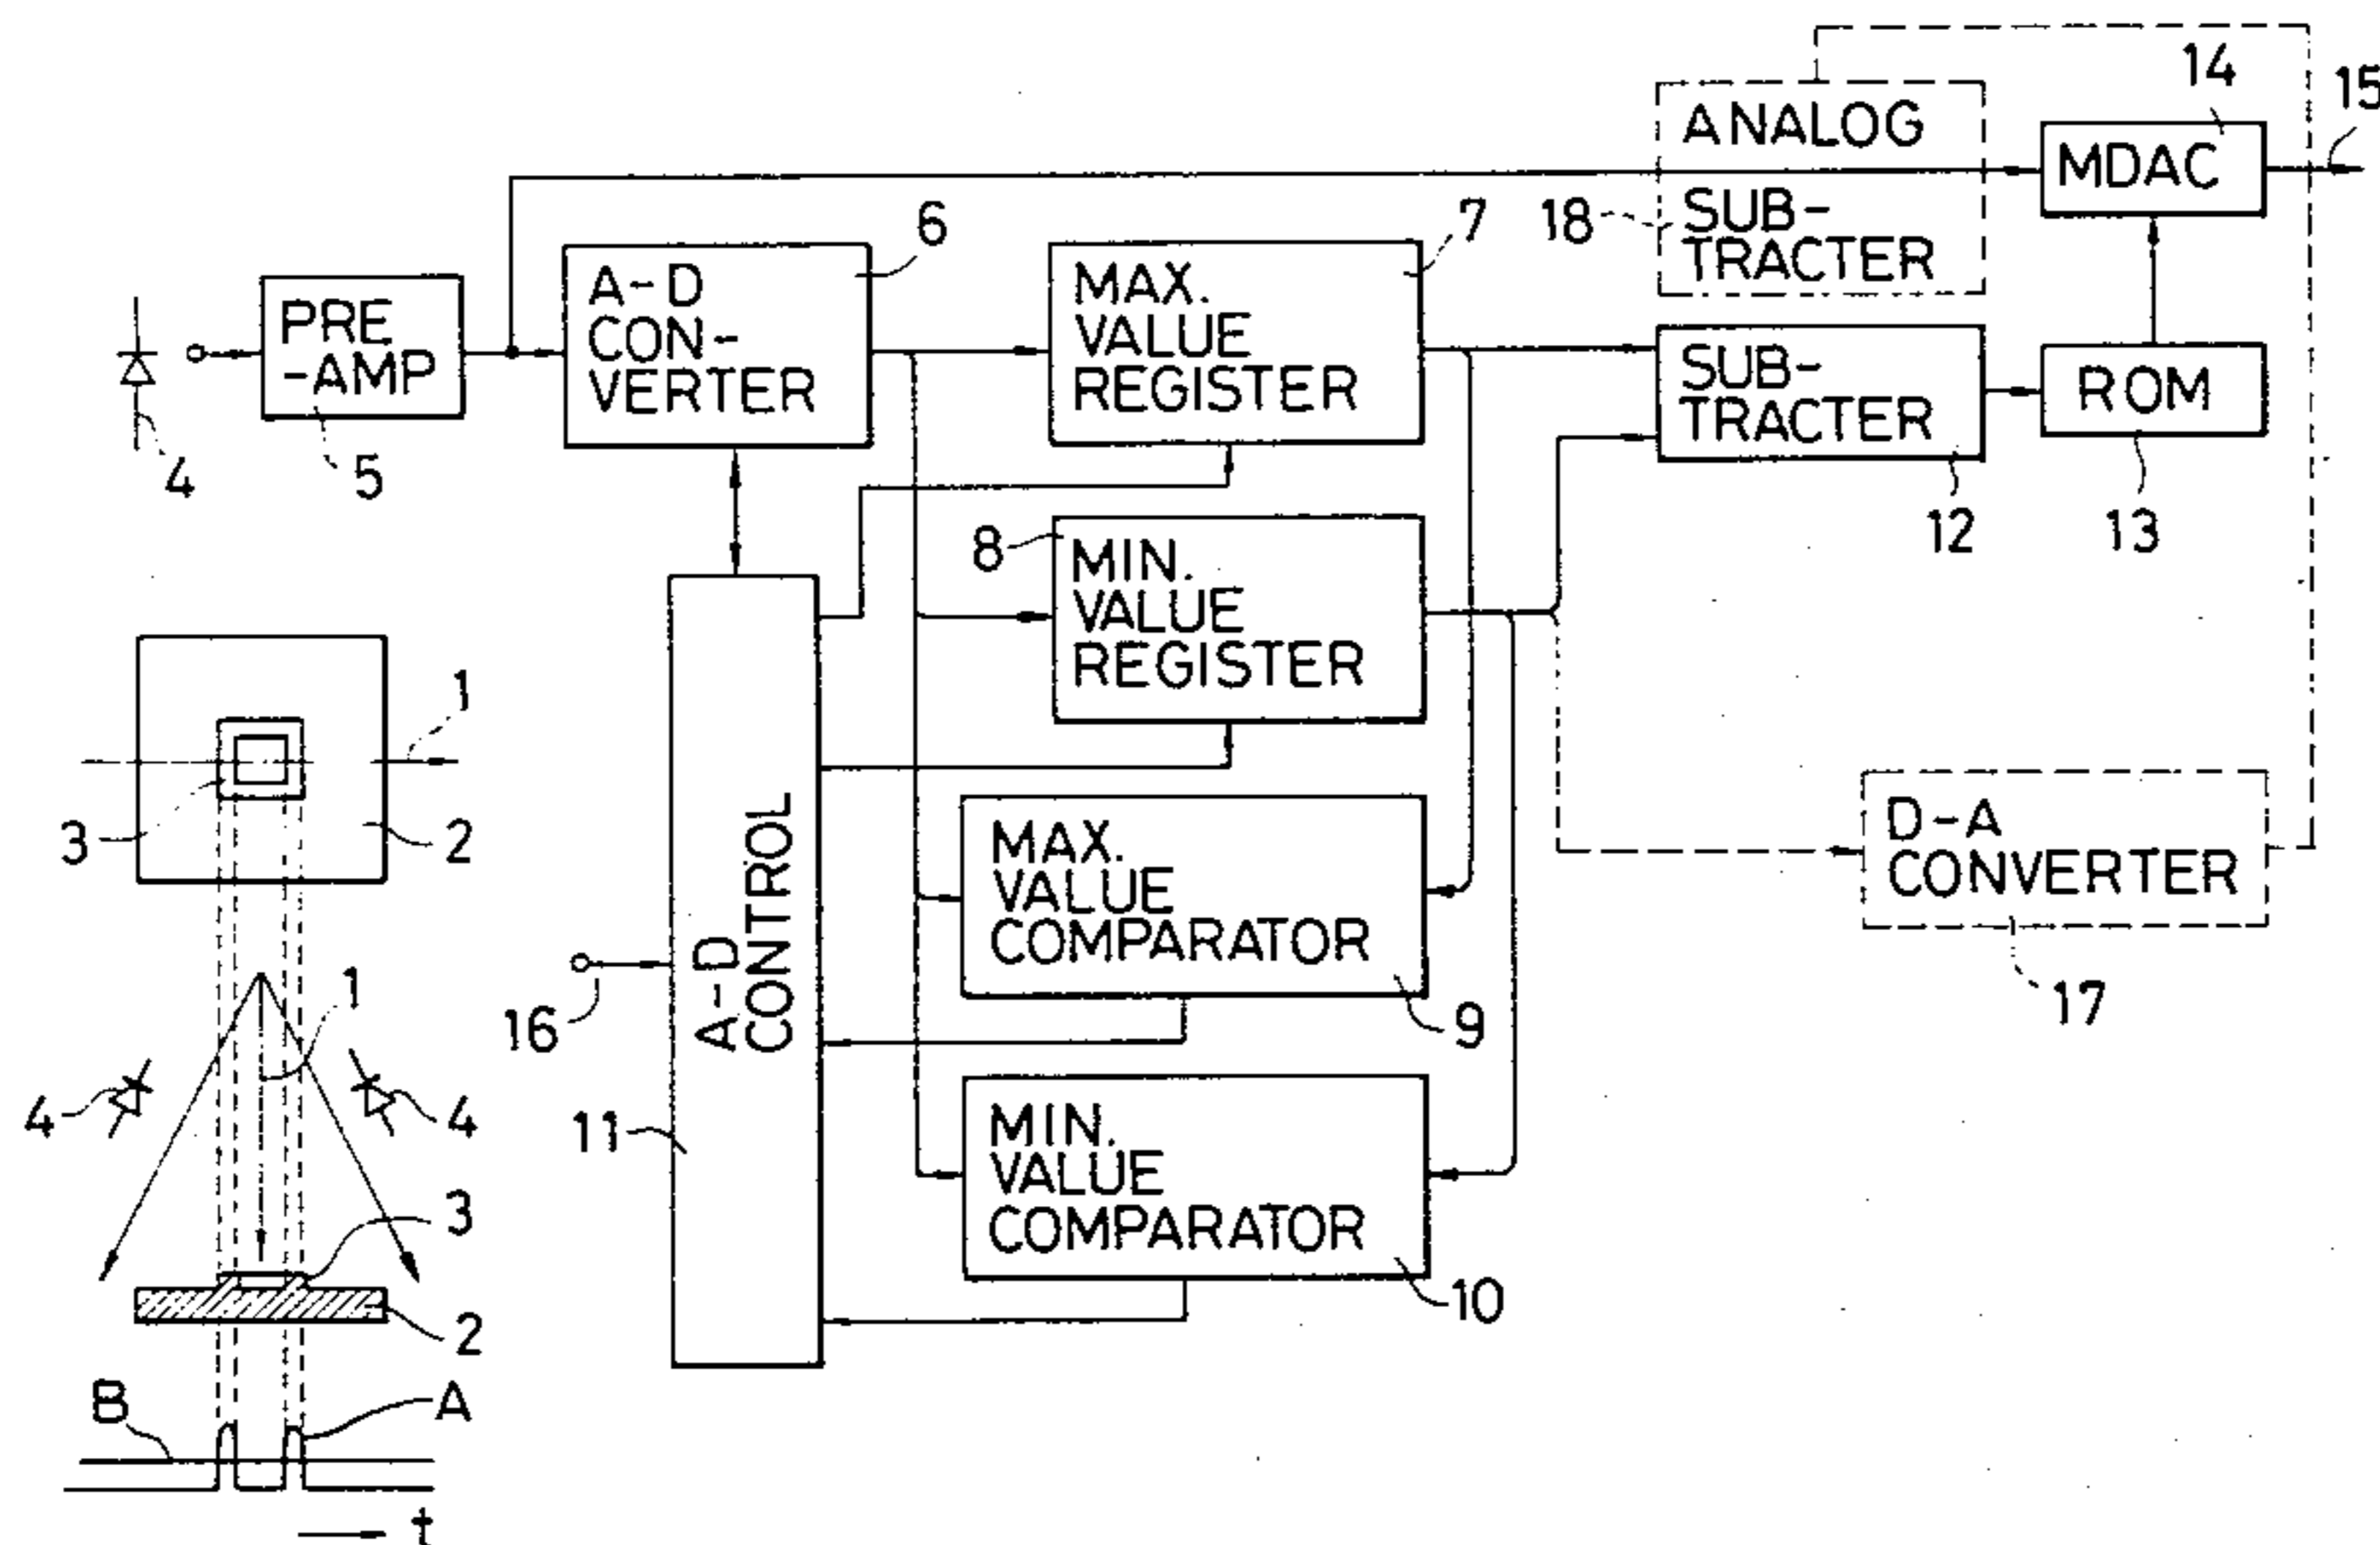 ANALOG
SUB-
TRACTER
18
14
MDAC
15
6
7
PRE
-AMP
A-D
CON-
VERTER
MAX.
VALUE
REGISTER
SUB-
TRACTER
ROM
4
5
8
MIN.
VALUE
REGISTER
12
13
1
3
2
A-D
CONTROL
MAX.
VALUE
COMPARATOR
D-A
CONVERTER
16
9
17
1
4
4
11
MIN.
VALUE
COMPARATOR
3
10
2
B
A
t